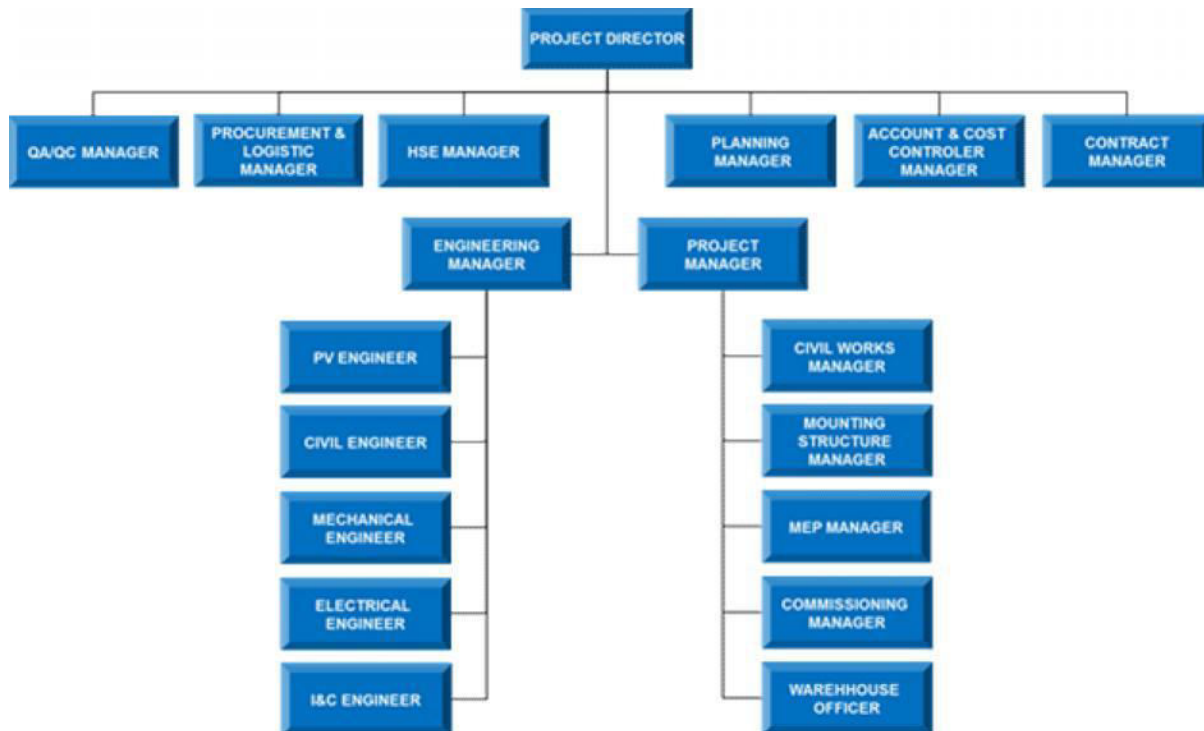 PROJECT DIRECTOR
QA/QC MANAGER
PROCUREMENT &
LOGISTIC
MANAGER
HSE MANAGER
PLANNING
MANAGER
ACCOUNT & COST
CONTROLER
MANAGER
CONTRACT
MANAGER
ENGINEERING
MANAGER
PROJECT
MANAGER
PV ENGINEER
CIVIL ENGINEER
MECHANICAL
ENGINEER
ELECTRICAL
ENGINEER
I&C ENGINEER
CIVIL WORKS
MANAGER
MOUNTING
STRUCTURE
MANAGER
MEP MANAGER
COMMISSIONING
MANAGER
WAREHHOUSE
OFFICER